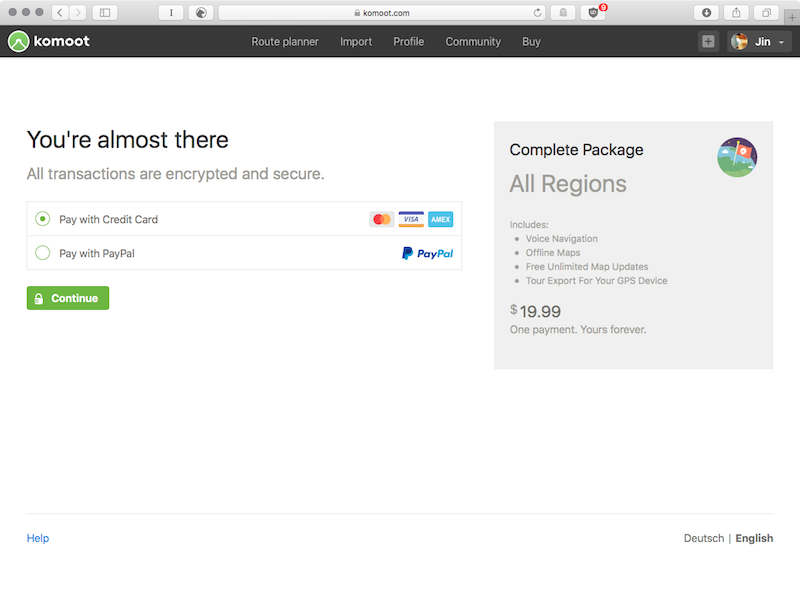 I
komoot.com
9
komoot
Route planner Import Profile Community Buy
Jin
You're almost there
All transactions are encrypted and secure.
Pay with Credit Card
VISA AMEX
Pay with PayPal
PayPal
Continue
Complete Package
All Regions
Includes:
Voice Navigation
Offline Maps
Free Unlimited Map Updates
Tour Export For Your GPS Device
$19.99
One payment. Yours forever.
Help
Deutsch | English